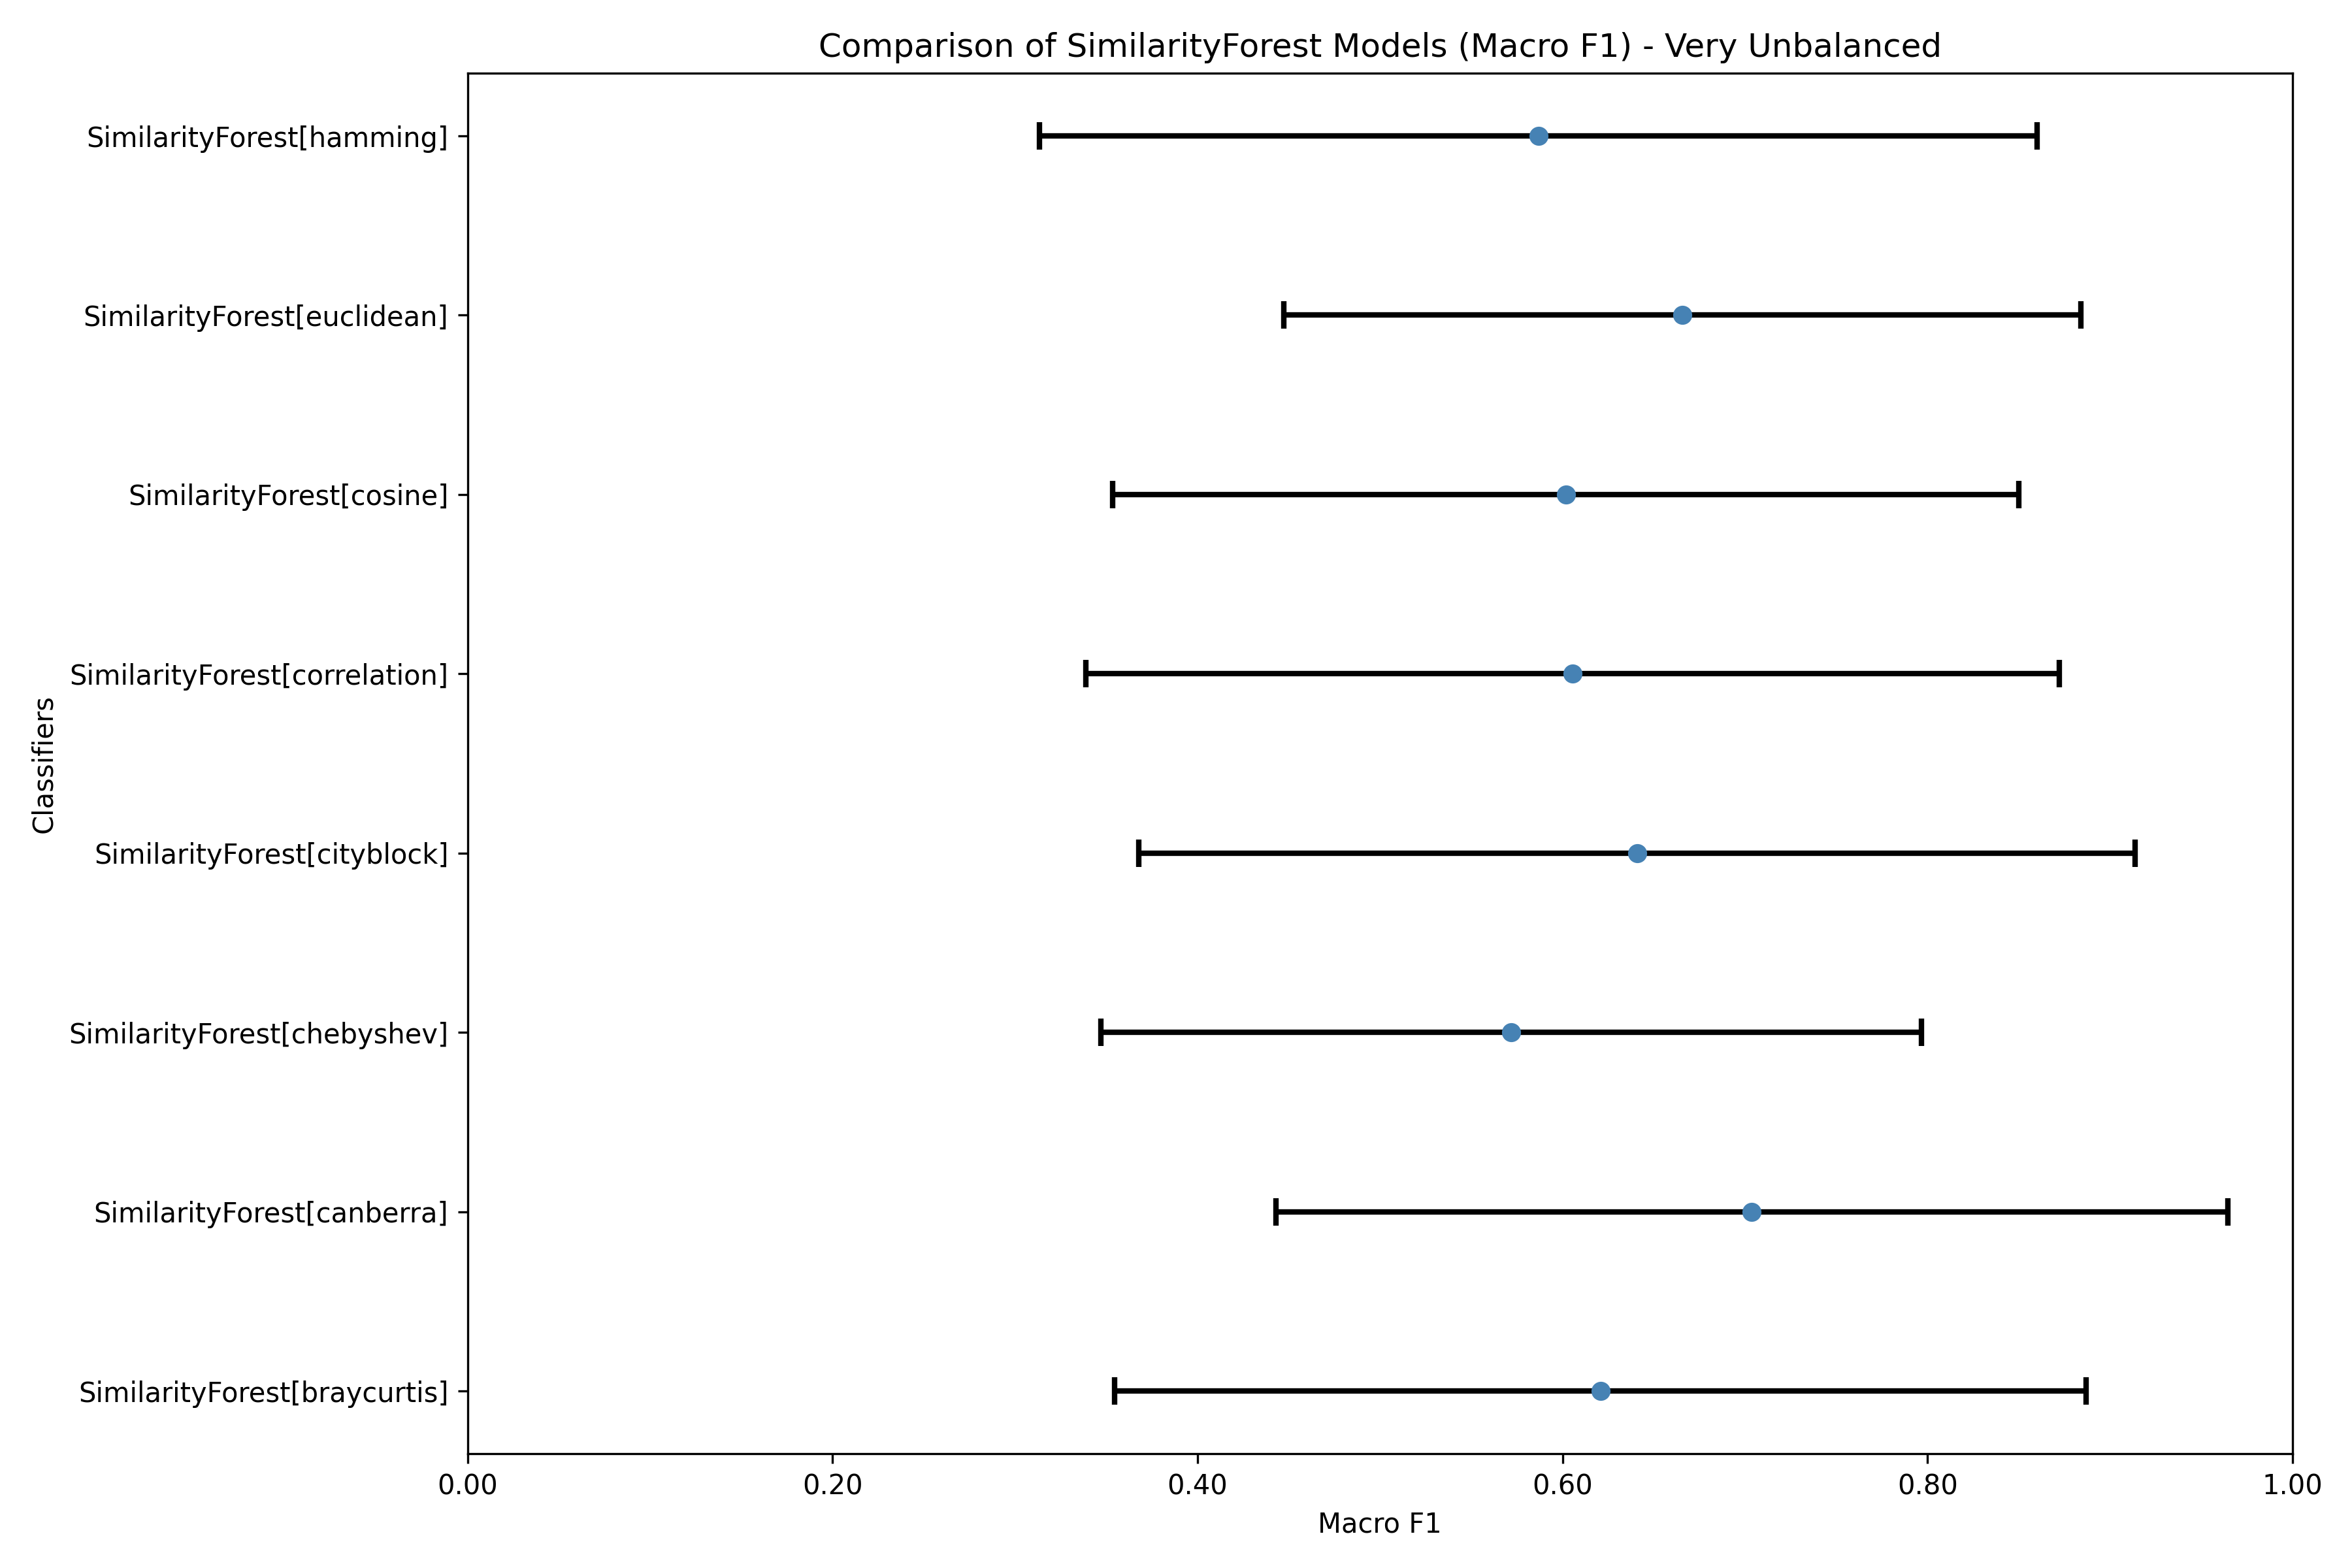 Comparison of SimilarityForest Models (Macro F1) - Very Unbalanced
SimilarityForest[hamming]
SimilarityForest[euclidean]
SimilarityForest[cosine]
SimilarityForest[correlation]
SimilarityForest[cityblock]
SimilarityForest[chebyshev]
SimilarityForest[canberra]
SimilarityForest[braycurtis]
Classifiers
0.00 0.20 0.40 0.60 0.80 1.00
Macro F1